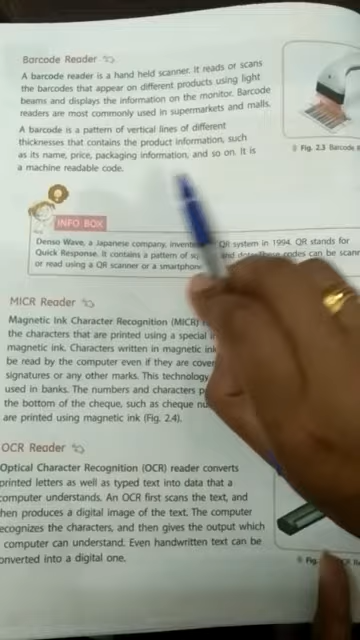 Barcode Reader
A barcode reader is a hand held scanner. It reads or scans
the barcodes that appear on different products using light
beams and displays the information on the monitor. Barcode
readers are most commonly used in supermarkets and malls.
A barcode is a pattern of vertical lines of different
thicknesses that contains the product information, such
as its name, price, packaging information, and so on. It is
a machine readable code.
Fig. 2.3 Barcode
INFO BOX
Denso Wave, a Japanese company, QR system in 1994. QR stands for
Quick Response. It contains a pattern of and codes can be
or read using a QR scanner or a smartphone
MICR Reader
Magnetic Ink Character Recognition (MICR)
the characters that are printed using a special
magnetic ink. Characters written in magnetic ink
be read by the computer even if they are
signatures or any other marks. This technology
used in banks. The numbers and characters
the bottom of the cheque, such as cheque
are printed using magnetic ink (Fig. 2.4).
OCR Reader
Optical Character Recognition (OCR) reader converts
printed letters as well as typed text into data that a
computer understands. An OCR first scans the text, and
then produces a digital image of the text. The computer
recognizes the characters, and then gives the output which
computer can understand. Even handwritten text can be
converted into a digital one.
Fig.